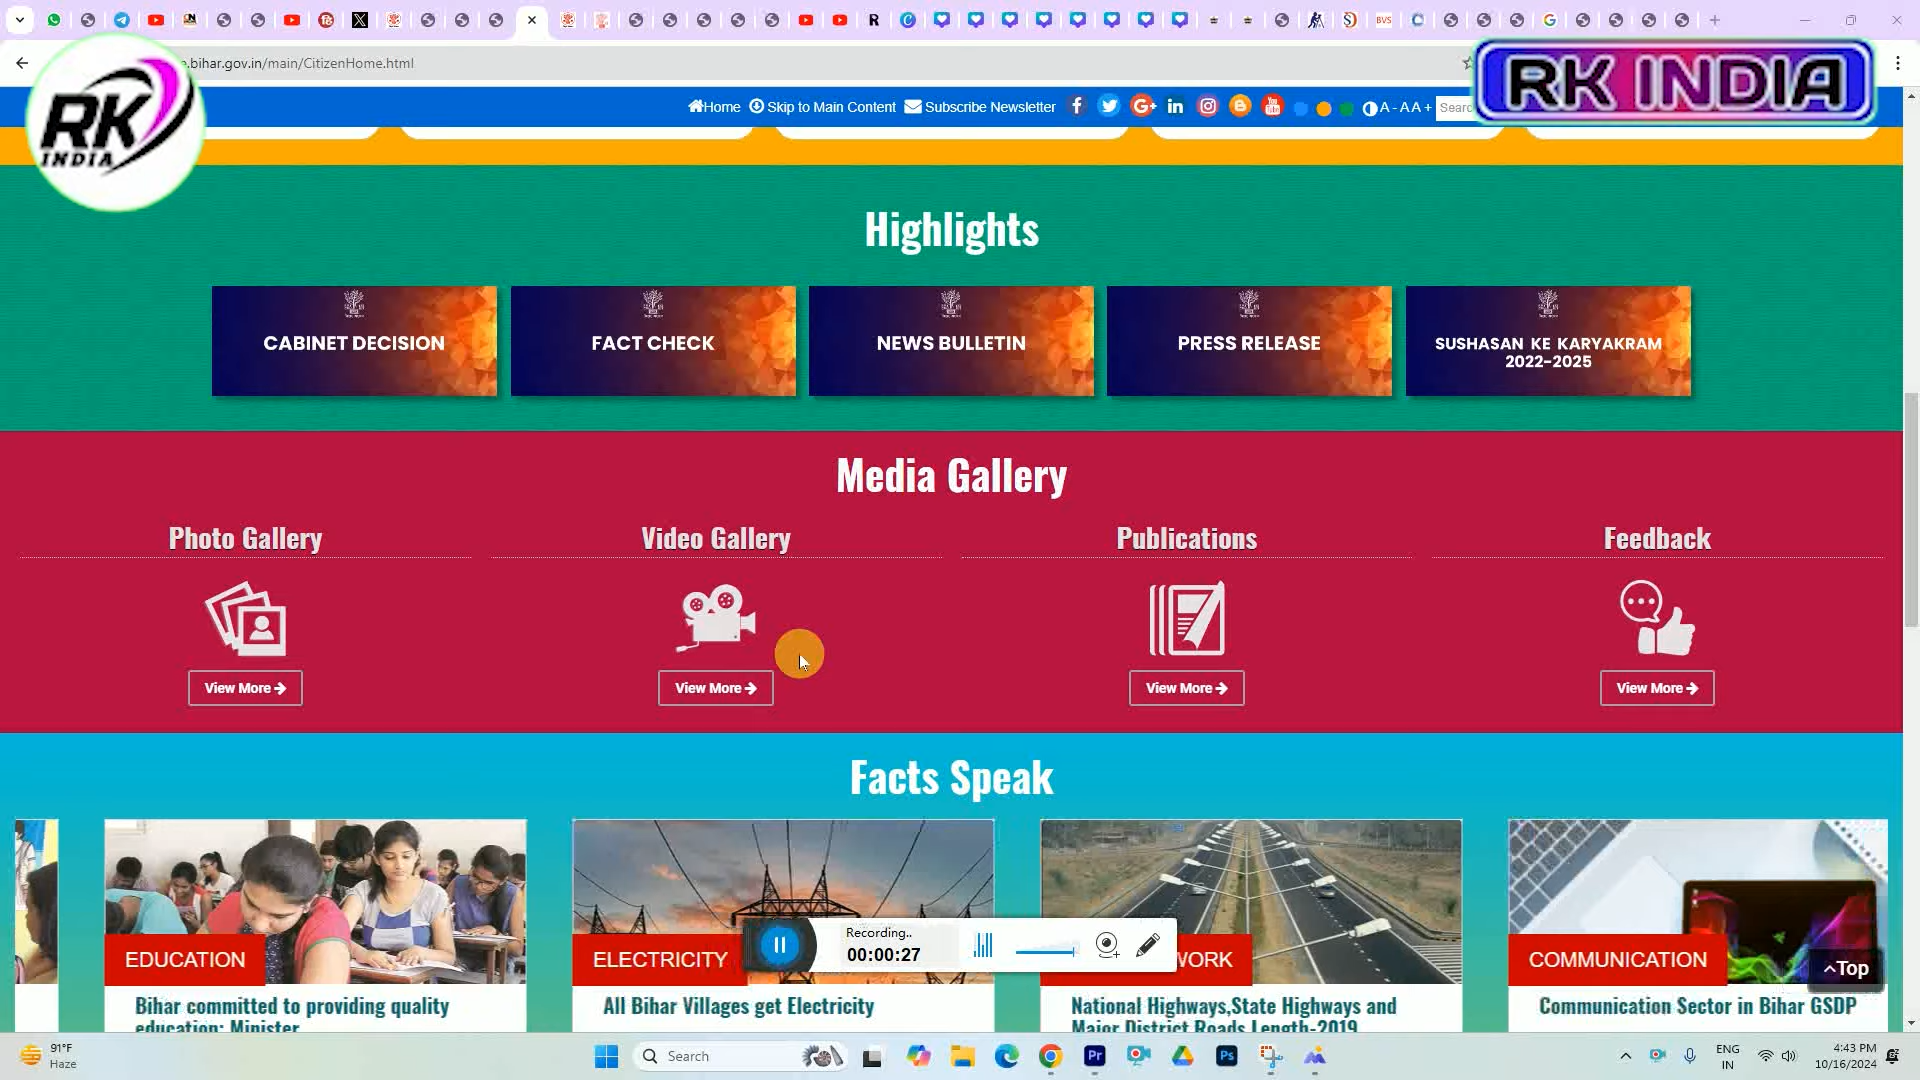 .bihar.gov.in/main/CitizenHome.html
RK
INDIA
RK INDIA
Home Skip to Main Content Subscribe Newsletter A - A A +
Highlights
CABINET DECISION
FACT CHECK
NEWS BULLETIN
PRESS RELEASE
SUSHASAN KE KARYAKRAM
2022-2025
Media Gallery
Photo Gallery
Video Gallery
Publications
Feedback
View More
View More
View More
View More
Facts Speak
EDUCATION
ELECTRICITY
WORK
COMMUNICATION
Bihar committed to providing quality
education: Minister
All Bihar Villages get Electricity
National Highways,State Highways and
Major District Roads Length-2019
Communication Sector in Bihar GSDP
Recording..
00:00:27
Top
91°F
Haze
Search
ENG
IN
4:43 PM
10/16/2024